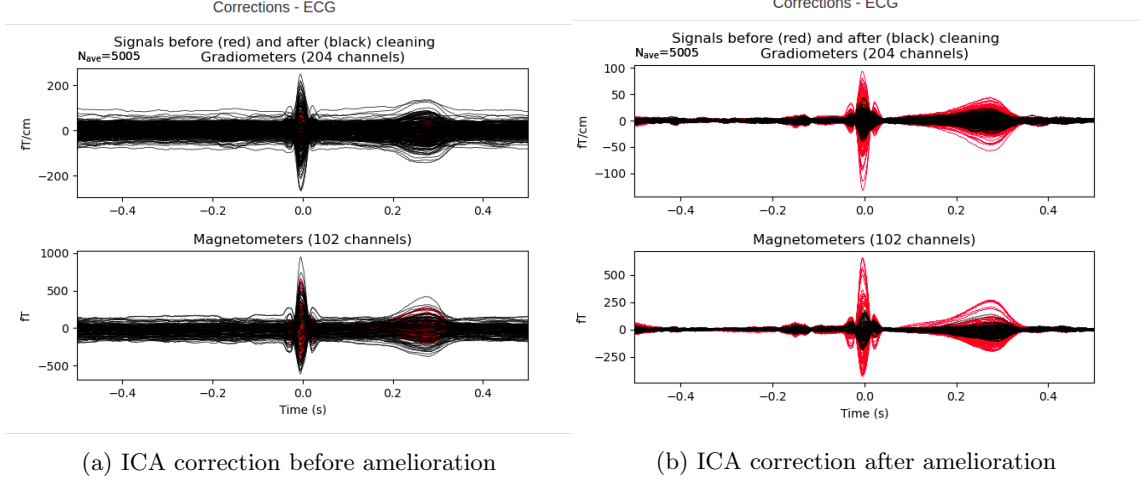 Corrections - ECG
Signals before (red) and after (black) cleaning
N_ave=5005
Gradiometers (204 channels)
200
0
−200
fT/cm
−0.4
−0.2
0.0
0.2
0.4
Magnetometers (102 channels)
1000
500
0
−500
fT
−0.4
−0.2
0.0
0.2
0.4
Time (s)
(a) ICA correction before amelioration
Corrections - ECG
Signals before (red) and after (black) cleaning
N_ave=5005
Gradiometers (204 channels)
100
50
0
−50
−100
fT/cm
−0.4
−0.2
0.0
0.2
0.4
Magnetometers (102 channels)
500
250
0
−250
fT
−0.4
−0.2
0.0
0.2
0.4
Time (s)
(b) ICA correction after amelioration